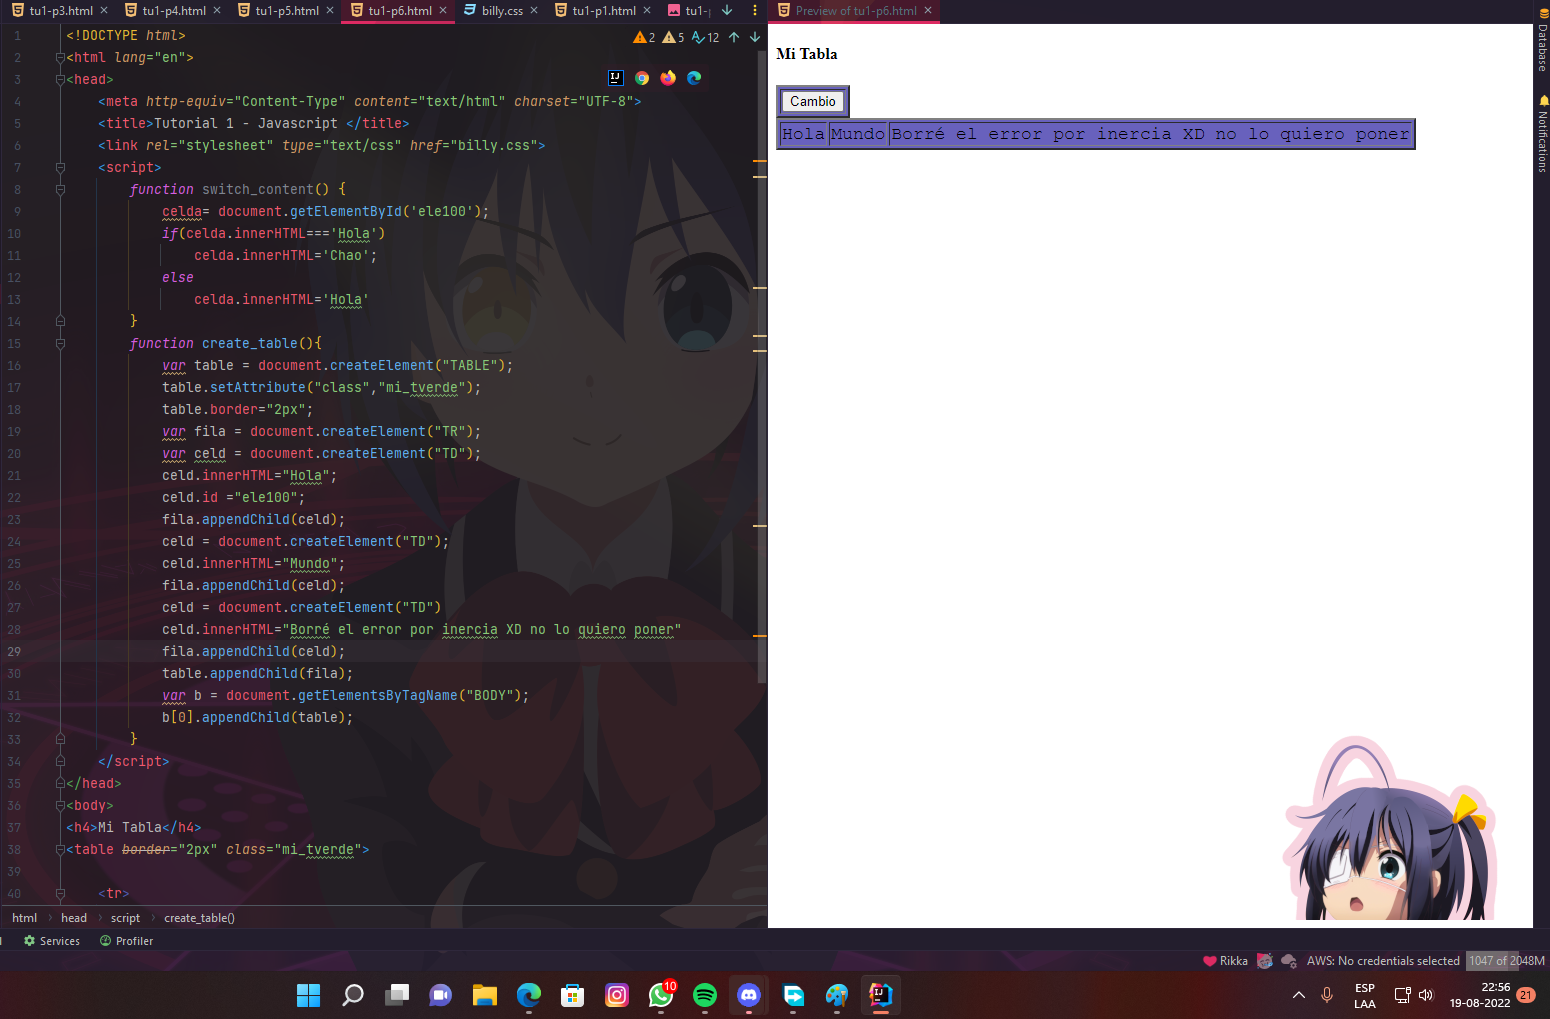 tu1-p3.html tu1-p4.html tu1-p5.html tu1-p6.html billy.css tu1-p1.html tu1-p
Preview of tu1-p6.html
2 5 12
1 <!DOCTYPE html>
2 <html lang="en">
3 <head>
4 <meta http-equiv="Content-Type" content="text/html" charset="UTF-8">
5 <title>Tutorial 1 - Javascript </title>
6 <link rel="stylesheet" type="text/css" href="billy.css">
7 <script>
8 function switch_content() {
9 celda= document.getElementById('ele100');
10 if(celda.innerHTML==='Hola')
11 celda.innerHTML='Chao';
12 else
13 celda.innerHTML='Hola'
14 }
15 function create_table(){
16 var table = document.createElement("TABLE");
17 table.setAttribute("class","mi_tverde");
18 table.border="2px";
19 var fila = document.createElement("TR");
20 var celd = document.createElement("TD");
21 celd.innerHTML="Hola";
22 celd.id ="ele100";
23 fila.appendChild(celd);
24 celd = document.createElement("TD");
25 celd.innerHTML="Mundo";
26 fila.appendChild(celd);
27 celd = document.createElement("TD")
28 celd.innerHTML="Borré el error por inercia XD no lo quiero poner"
29 fila.appendChild(celd);
30 table.appendChild(fila);
31 var b = document.getElementsByTagName("BODY");
32 b[0].appendChild(table);
33 }
34 </script>
35 </head>
36 <body>
37 <h4>Mi Tabla</h4>
38 <table border="2px" class="mi_tverde">
39
40 <tr>
html head script create_table()
Mi Tabla
Cambio
Hola Mundo Borré el error por inercia XD no lo quiero poner
Database
Notifications
Services Profiler
Rikka AWS: No credentials selected 1047 of 2048M
IJ
10
IJ
ESP
LAA
22:56
19-08-2022
21